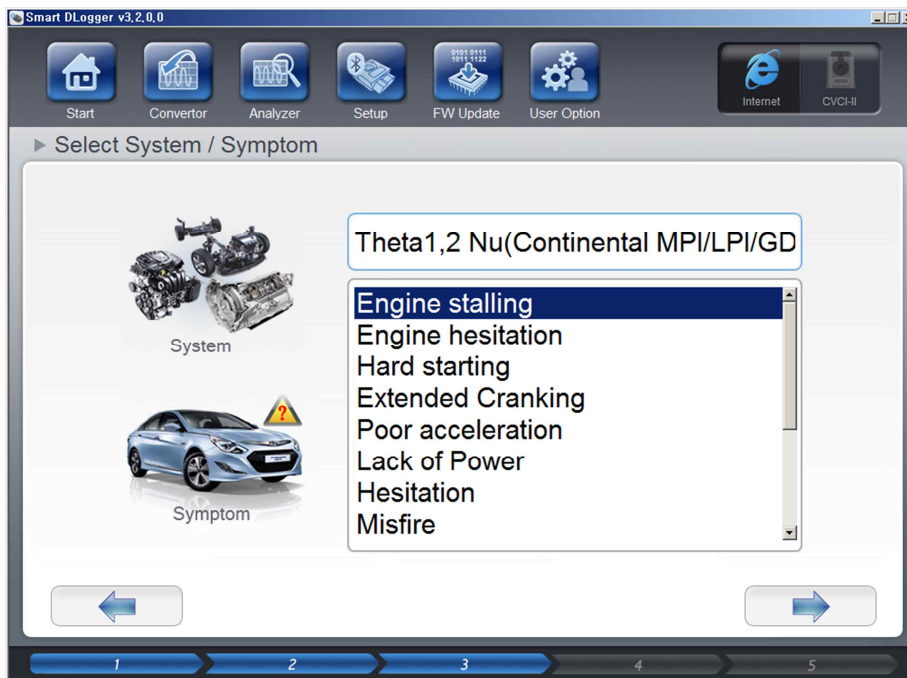 Smart DLogger v3,2,0,0
0101 0111
1011 1122
Start Convertor Analyzer Setup FW Update User Option Internet CVCI-II
Select System / Symptom
Theta1,2 Nu(Continental MPI/LPI/GD
System
Engine stalling
Engine hesitation
Hard starting
Extended Cranking
Poor acceleration
Lack of Power
Hesitation
Misfire
?
Symptom
1 2 3 4 5